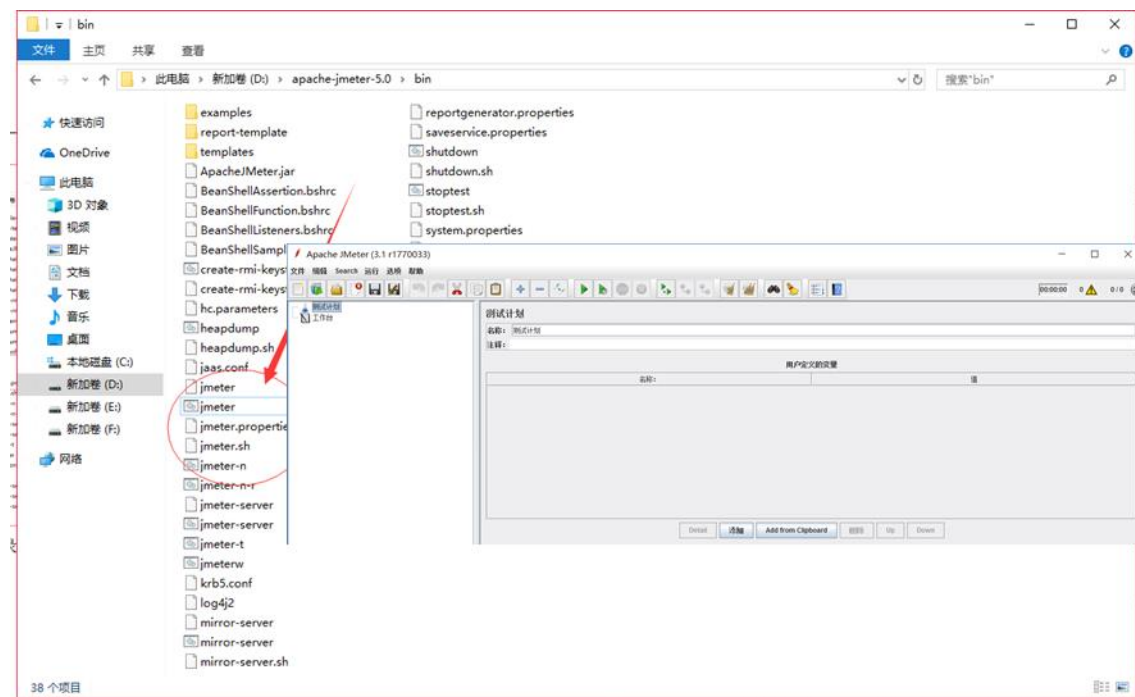 bin
文件 主页 共享 查看
此电脑 › 新加卷 (D:) › apache-jmeter-5.0 › bin
搜索"bin"
快速访问
OneDrive
此电脑
3D 对象
视频
图片
文档
下载
音乐
桌面
本地磁盘 (C:)
新加卷 (D:)
新加卷 (E:)
新加卷 (F:)
网络
examples
report-template
templates
ApacheJMeter.jar
BeanShellAssertion.bshrc
BeanShellFunction.bshrc
BeanShellListeners.bshrc
BeanShellSampl
create-rmi-keys
create-rmi-keys
hc.parameters
heapdump
heapdump.sh
jaas.conf
jmeter
jmeter
jmeter.propertie
jmeter.sh
jmeter-n
jmeter-n-r
jmeter-server
jmeter-server
jmeter-t
jmeterw
krb5.conf
log4j2
mirror-server
mirror-server
mirror-server.sh
reportgenerator.properties
saveservice.properties
shutdown
shutdown.sh
stoptest
stoptest.sh
system.properties
Apache JMeter (3.1 r1770033)
文件 编辑 Search 运行 选项 帮助
00:00:00 0 0 / 0
测试计划
工作台
测试计划
名称: 测试计划
注释:
用户定义的变量
名称: 值
Detail 添加 Add from Clipboard 删除 Up Down
38 个项目